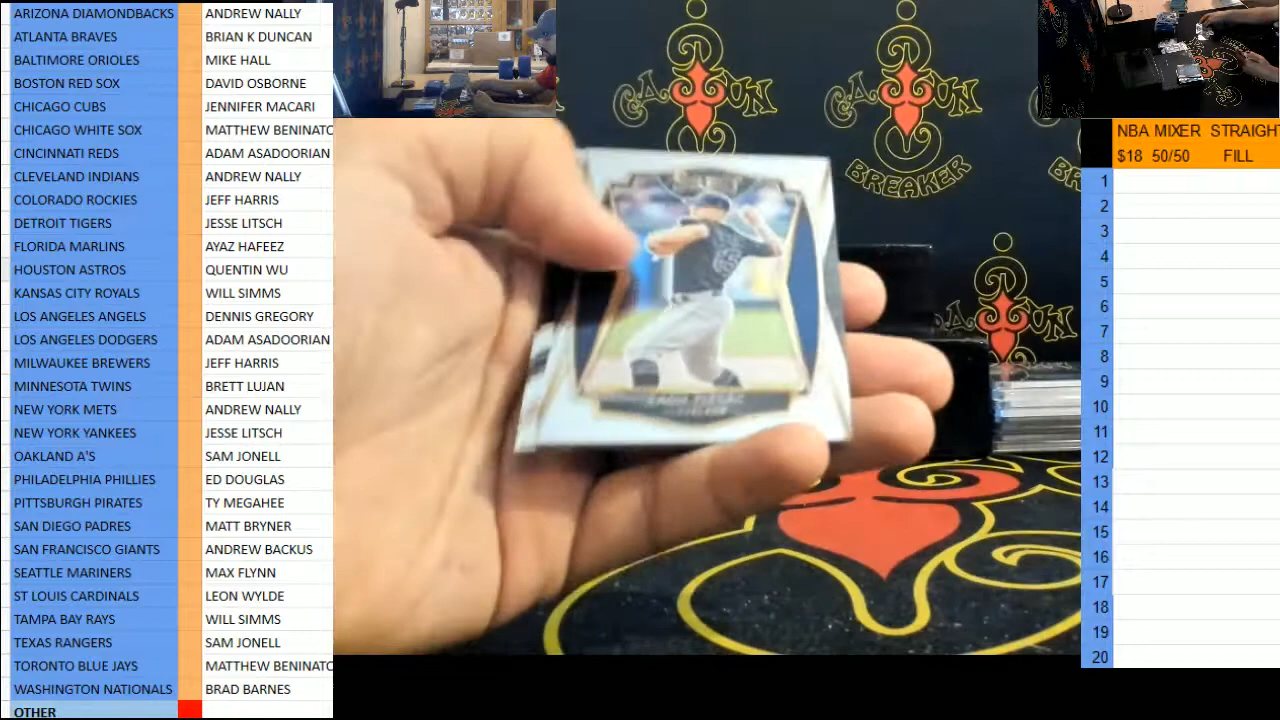 ARIZONA DIAMONDBACKS ANDREW NALLY
ATLANTA BRAVES BRIAN K DUNCAN
BALTIMORE ORIOLES MIKE HALL
BOSTON RED SOX DAVID OSBORNE
CHICAGO CUBS JENNIFER MACARI
CHICAGO WHITE SOX MATTHEW BENINATO
CINCINNATI REDS ADAM ASADOORIAN
CLEVELAND INDIANS ANDREW NALLY
COLORADO ROCKIES JEFF HARRIS
DETROIT TIGERS JESSE LITSCH
FLORIDA MARLINS AYAZ HAFEEZ
HOUSTON ASTROS QUENTIN WU
KANSAS CITY ROYALS WILL SIMMS
LOS ANGELES ANGELS DENNIS GREGORY
LOS ANGELES DODGERS ADAM ASADOORIAN
MILWAUKEE BREWERS JEFF HARRIS
MINNESOTA TWINS BRETT LUJAN
NEW YORK METS ANDREW NALLY
NEW YORK YANKEES JESSE LITSCH
OAKLAND A'S SAM JONELL
PHILADELPHIA PHILLIES ED DOUGLAS
PITTSBURGH PIRATES TY MEGAHEE
SAN DIEGO PADRES MATT BRYNER
SAN FRANCISCO GIANTS ANDREW BACKUS
SEATTLE MARINERS MAX FLYNN
ST LOUIS CARDINALS LEON WYLDE
TAMPA BAY RAYS WILL SIMMS
TEXAS RANGERS SAM JONELL
TORONTO BLUE JAYS MATTHEW BENINATO
WASHINGTON NATIONALS BRAD BARNES
OTHER
CAJUN
BREAKER
CAJUN
NBA MIXER STRAIGHT
$18 50/50 FILL
1
2
3
4
5
6
7
8
9
10
11
12
13
14
15
16
17
18
19
20